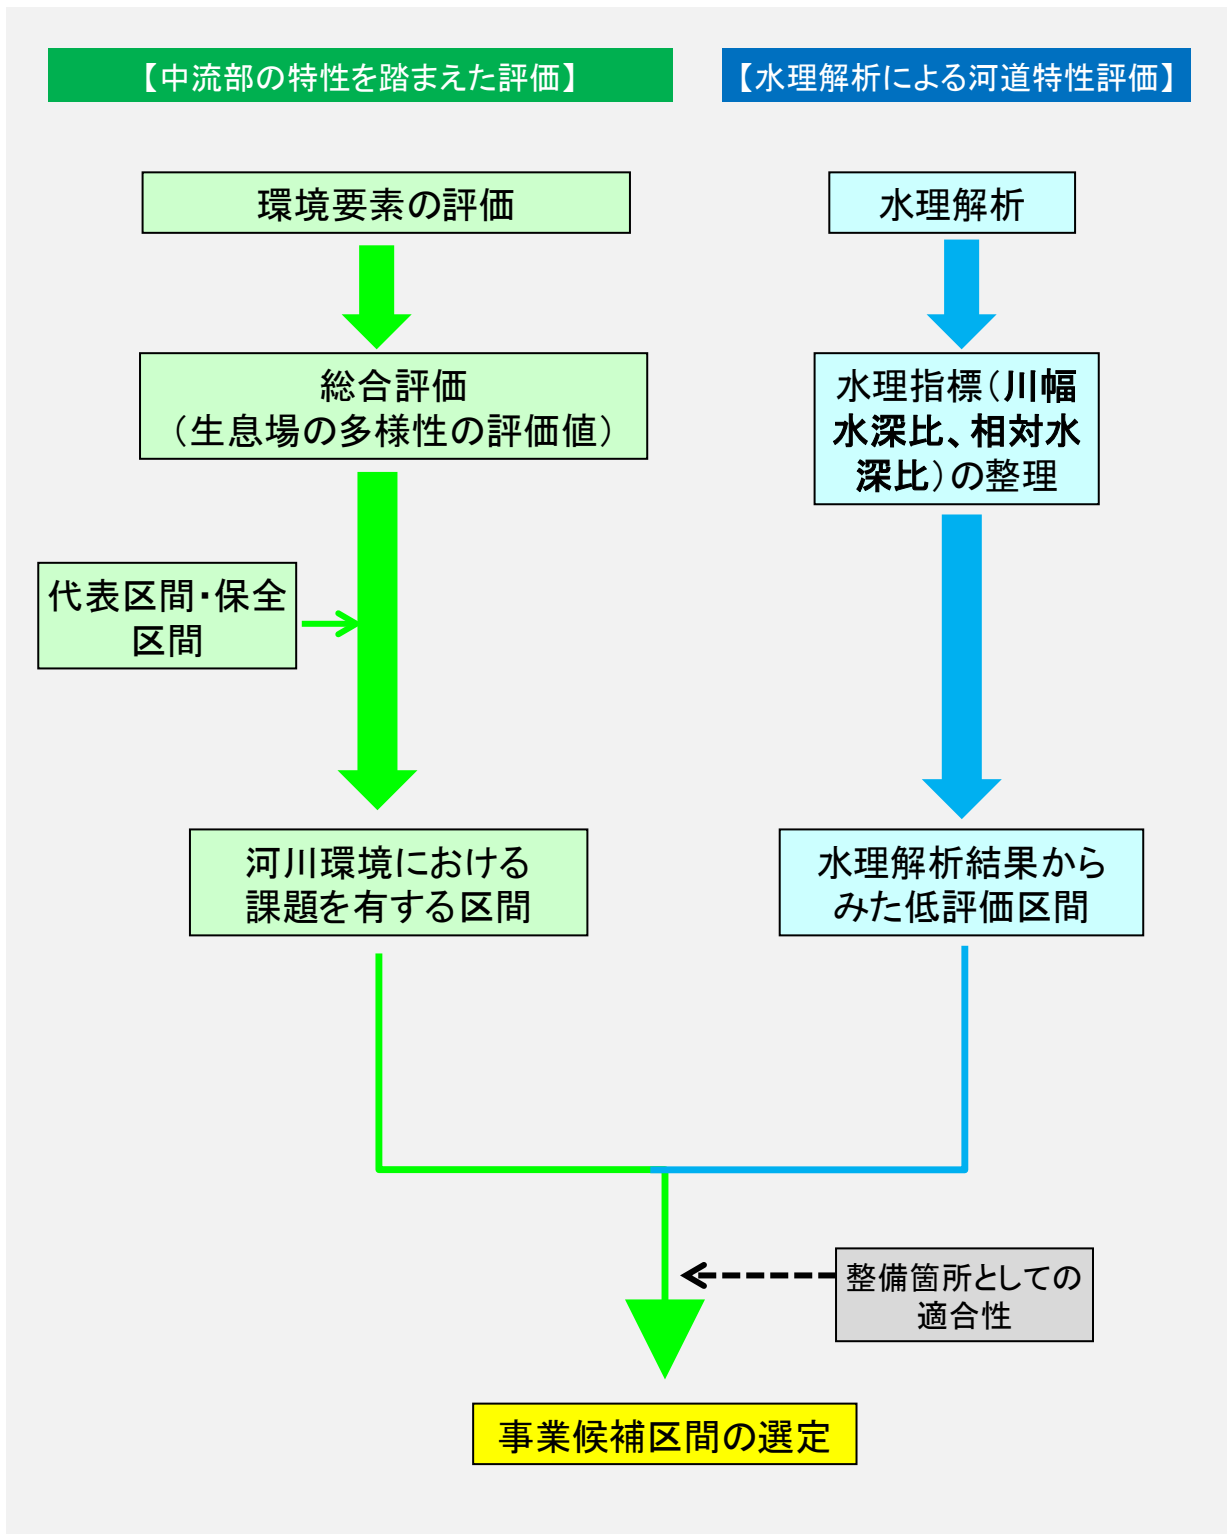 【中流部の特性を踏まえた評価】
【水理解析による河道特性評価】
環境要素の評価
水理解析
総合評価
（生息場の多様性の評価値）
水理指標（川幅
水深比、相対水
深比）の整理
代表区間・保全
区間
河川環境における
課題を有する区間
水理解析結果から
みた低評価区間
整備箇所としての
適合性
事業候補区間の選定